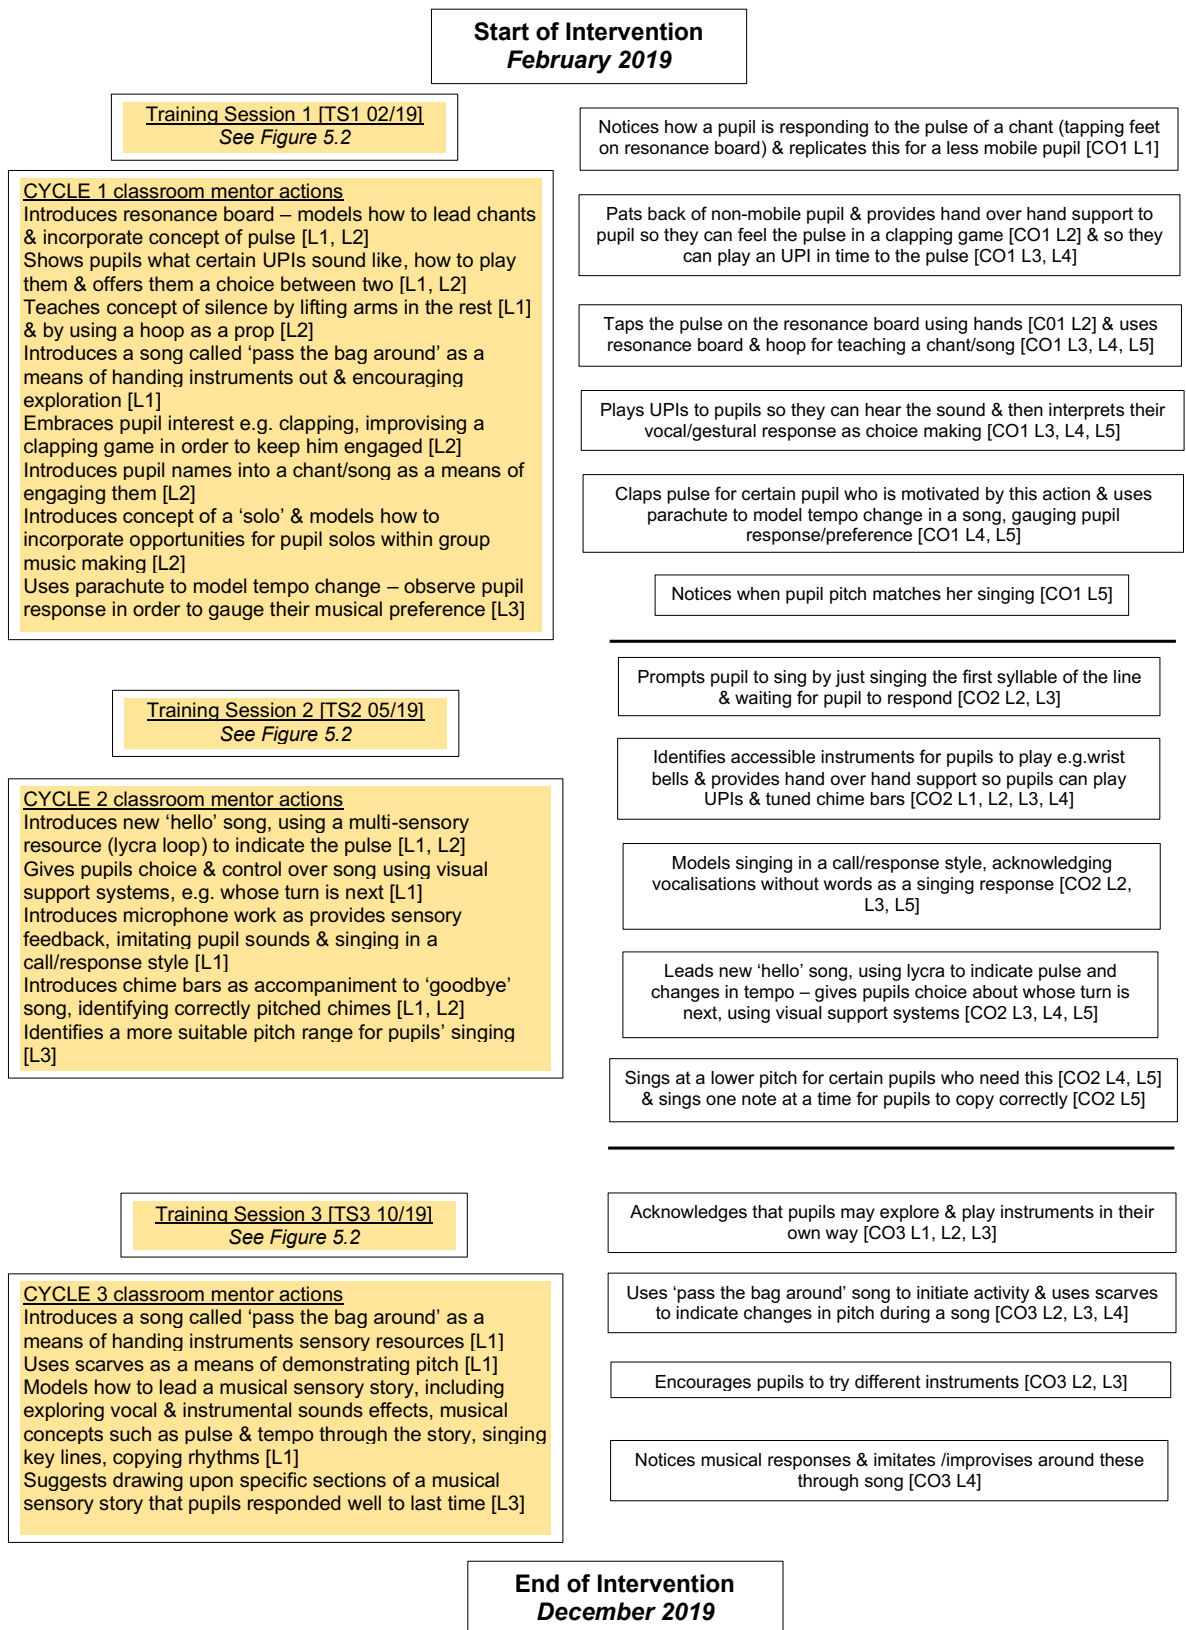 Start of Intervention
February 2019
Training Session 1 [TS1 02/19]
See Figure 5.2
CYCLE 1 classroom mentor actions
Introduces resonance board – models how to lead chants
& incorporate concept of pulse [L1, L2]
Shows pupils what certain UPIs sound like, how to play
them & offers them a choice between two [L1, L2]
Teaches concept of silence by lifting arms in the rest [L1]
& by using a hoop as a prop [L2]
Introduces a song called ‘pass the bag around’ as a
means of handing instruments out & encouraging
exploration [L1]
Embraces pupil interest e.g. clapping, improvising a
clapping game in order to keep him engaged [L2]
Introduces pupil names into a chant/song as a means of
engaging them [L2]
Introduces concept of a ‘solo’ & models how to
incorporate opportunities for pupil solos within group
music making [L2]
Uses parachute to model tempo change – observe pupil
response in order to gauge their musical preference [L3]
Notices how a pupil is responding to the pulse of a chant (tapping feet
on resonance board) & replicates this for a less mobile pupil [CO1 L1]
Pats back of non-mobile pupil & provides hand over hand support to
pupil so they can feel the pulse in a clapping game [CO1 L2] & so they
can play an UPI in time to the pulse [CO1 L3, L4]
Taps the pulse on the resonance board using hands [C01 L2] & uses
resonance board & hoop for teaching a chant/song [CO1 L3, L4, L5]
Plays UPIs to pupils so they can hear the sound & then interprets their
vocal/gestural response as choice making [CO1 L3, L4, L5]
Claps pulse for certain pupil who is motivated by this action & uses
parachute to model tempo change in a song, gauging pupil
response/preference [CO1 L4, L5]
Notices when pupil pitch matches her singing [CO1 L5]
Training Session 2 [TS2 05/19]
See Figure 5.2
CYCLE 2 classroom mentor actions
Introduces new ‘hello’ song, using a multi-sensory
resource (lycra loop) to indicate the pulse [L1, L2]
Gives pupils choice & control over song using visual
support systems, e.g. whose turn is next [L1]
Introduces microphone work as provides sensory
feedback, imitating pupil sounds & singing in a
call/response style [L1]
Introduces chime bars as accompaniment to ‘goodbye’
song, identifying correctly pitched chimes [L1, L2]
Identifies a more suitable pitch range for pupils’ singing
[L3]
Prompts pupil to sing by just singing the first syllable of the line
& waiting for pupil to respond [CO2 L2, L3]
Identifies accessible instruments for pupils to play e.g.wrist
bells & provides hand over hand support so pupils can play
UPIs & tuned chime bars [CO2 L1, L2, L3, L4]
Models singing in a call/response style, acknowledging
vocalisations without words as a singing response [CO2 L2,
L3, L5]
Leads new ‘hello’ song, using lycra to indicate pulse and
changes in tempo – gives pupils choice about whose turn is
next, using visual support systems [CO2 L3, L4, L5]
Sings at a lower pitch for certain pupils who need this [CO2 L4, L5]
& sings one note at a time for pupils to copy correctly [CO2 L5]
Training Session 3 [TS3 10/19]
See Figure 5.2
CYCLE 3 classroom mentor actions
Introduces a song called ‘pass the bag around’ as a
means of handing instruments sensory resources [L1]
Uses scarves as a means of demonstrating pitch [L1]
Models how to lead a musical sensory story, including
exploring vocal & instrumental sounds effects, musical
concepts such as pulse & tempo through the story, singing
key lines, copying rhythms [L1]
Suggests drawing upon specific sections of a musical
sensory story that pupils responded well to last time [L3]
Acknowledges that pupils may explore & play instruments in their
own way [CO3 L1, L2, L3]
Uses ‘pass the bag around’ song to initiate activity & uses scarves
to indicate changes in pitch during a song [CO3 L2, L3, L4]
Encourages pupils to try different instruments [CO3 L2, L3]
Notices musical responses & imitates /improvises around these
through song [CO3 L4]
End of Intervention
December 2019